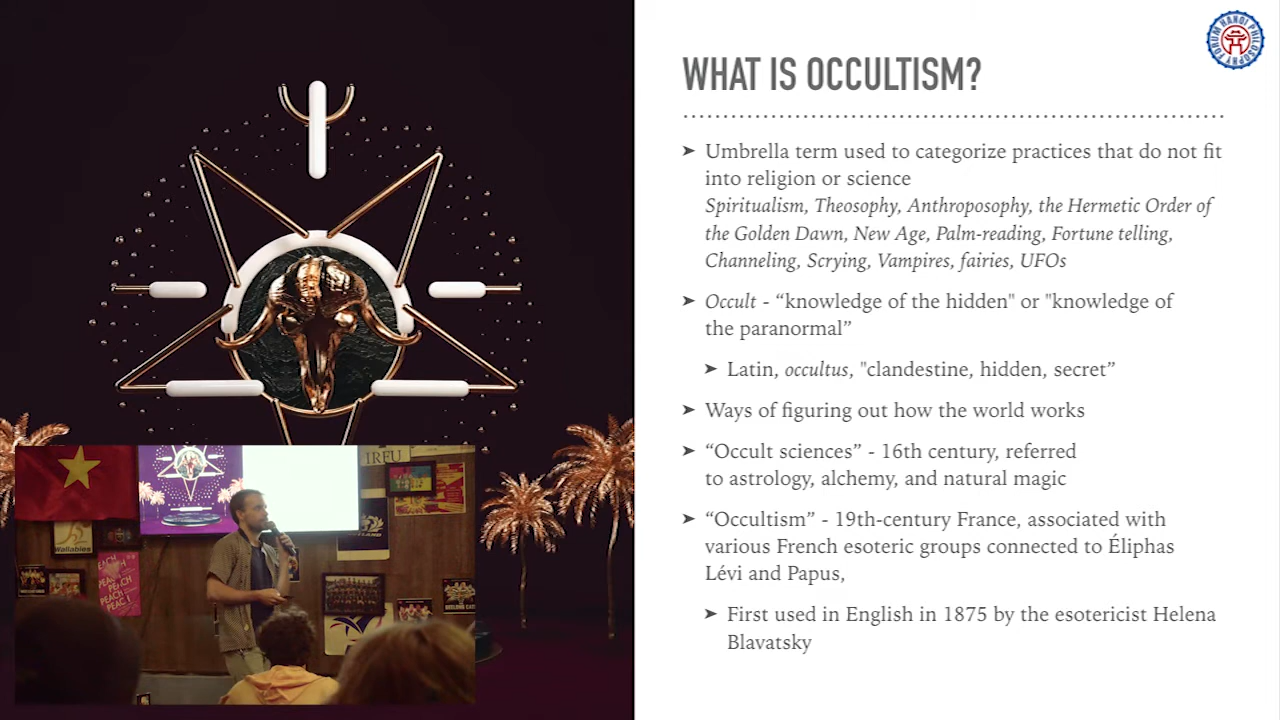 HANOI PHILOSOPHY FORUM
WHAT IS OCCULTISM?
➤ Umbrella term used to categorize practices that do not fit
into religion or science
Spiritualism, Theosophy, Anthroposophy, the Hermetic Order of
the Golden Dawn, New Age, Palm-reading, Fortune telling,
Channeling, Scrying, Vampires, fairies, UFOs
➤ Occult - “knowledge of the hidden" or "knowledge of
the paranormal”
➤ Latin, occultus, "clandestine, hidden, secret”
➤ Ways of figuring out how the world works
➤ “Occult sciences” - 16th century, referred
to astrology, alchemy, and natural magic
➤ “Occultism” - 19th-century France, associated with
various French esoteric groups connected to Éliphas
Lévi and Papus,
➤ First used in English in 1875 by the esotericist Helena
Blavatsky
IRFU
Wallabies
PEACH
PEACH